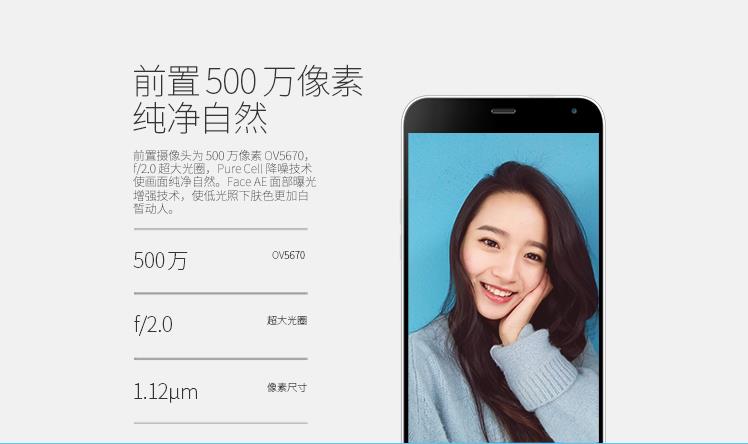 前置 500 万像素
纯净自然
前置摄像头为 500 万像素 OV5670，
f/2.0 超大光圈，Pure Cell 降噪技术
使画面纯净自然。Face AE 面部曝光
增强技术，使低光照下肤色更加白
皙动人。
500 万
OV5670
f/2.0
超大光圈
1.12μm
像素尺寸